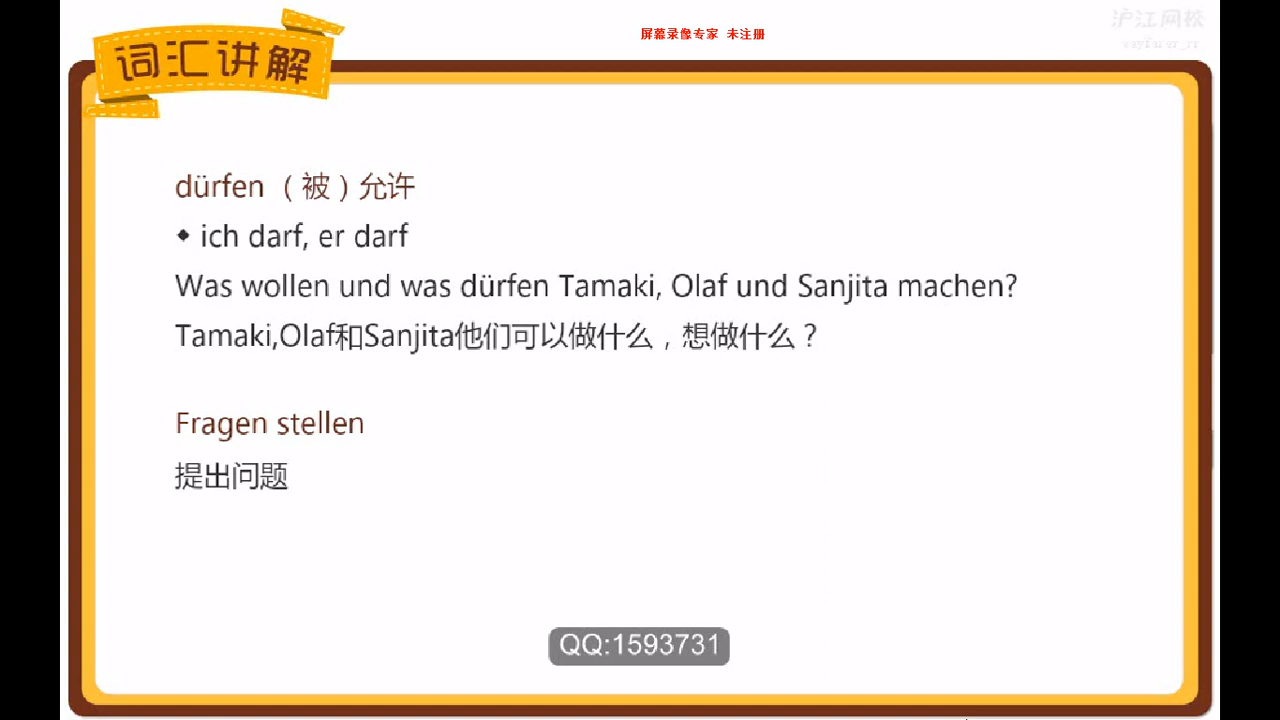 屏幕录像专家 未注册
沪江网校
词汇讲解
dürfen（被）允许
◆ ich darf, er darf
Was wollen und was dürfen Tamaki, Olaf und Sanjita machen?
Tamaki,Olaf和Sanjita他们可以做什么，想做什么？
Fragen stellen
提出问题
QQ:1593731